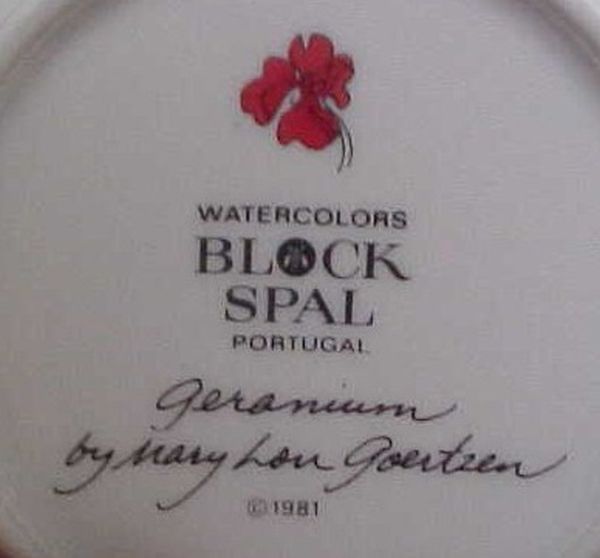 WATERCOLORS
BLOCK
SPAL
PORTUGAL
Geranium
by Mary Lou Goertzen
©1981